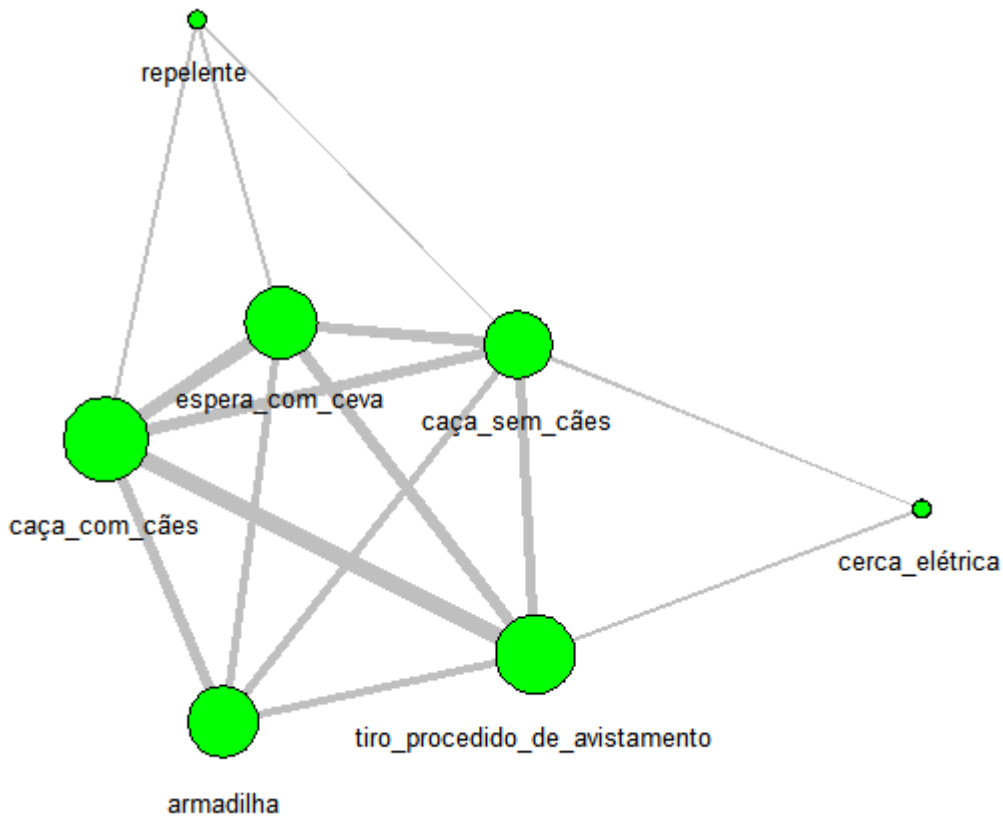 repelente
espera_com_ceva
caça_sem_cães
caça_com_cães
cerca_elétrica
tiro_procedido_de_avistamento
armadilha